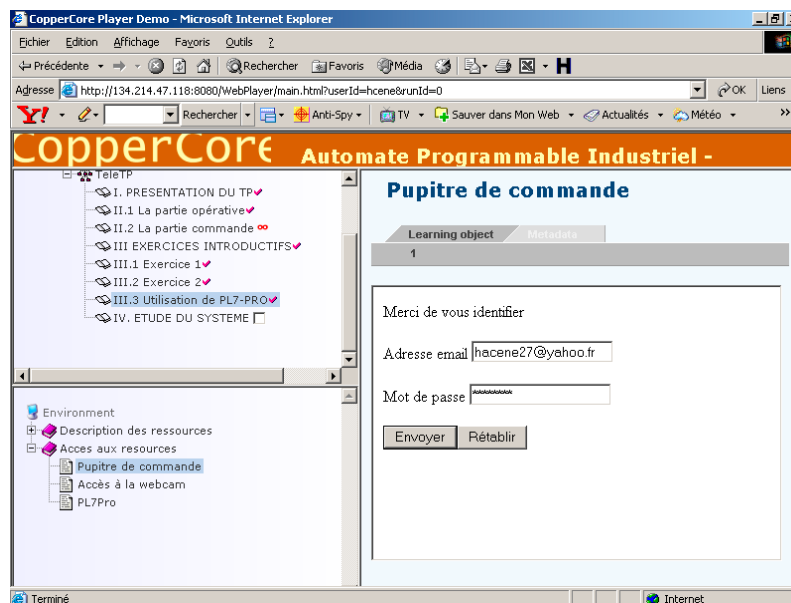 CopperCore Player Demo - Microsoft Internet Explorer
Fichier Edition Affichage Favoris Outils ?
Précédente Rechercher Favoris Média
Adresse http://134.214.47.118:8080/WebPlayer/main.html?userId=hcene&runId=0 OK Liens
Y! Rechercher Anti-Spy TV Sauver dans Mon Web Actualités Météo »
CopperCore Automate Programmable Industriel -
TeleTP
I. PRESENTATION DU TP
II.1 La partie opérative
II.2 La partie commande
III EXERCICES INTRODUCTIFS
III.1 Exercice 1
III.2 Exercice 2
III.3 Utilisation de PL7-PRO
IV. ETUDE DU SYSTEME
Environment
Description des ressources
Acces aux resources
Pupitre de commande
Accès à la webcam
PL7Pro
Pupitre de commande
Learning object Metadata
1
Merci de vous identifier
Adresse email hacene27@yahoo.fr
Mot de passe ********
Envoyer Rétablir
Terminé Internet